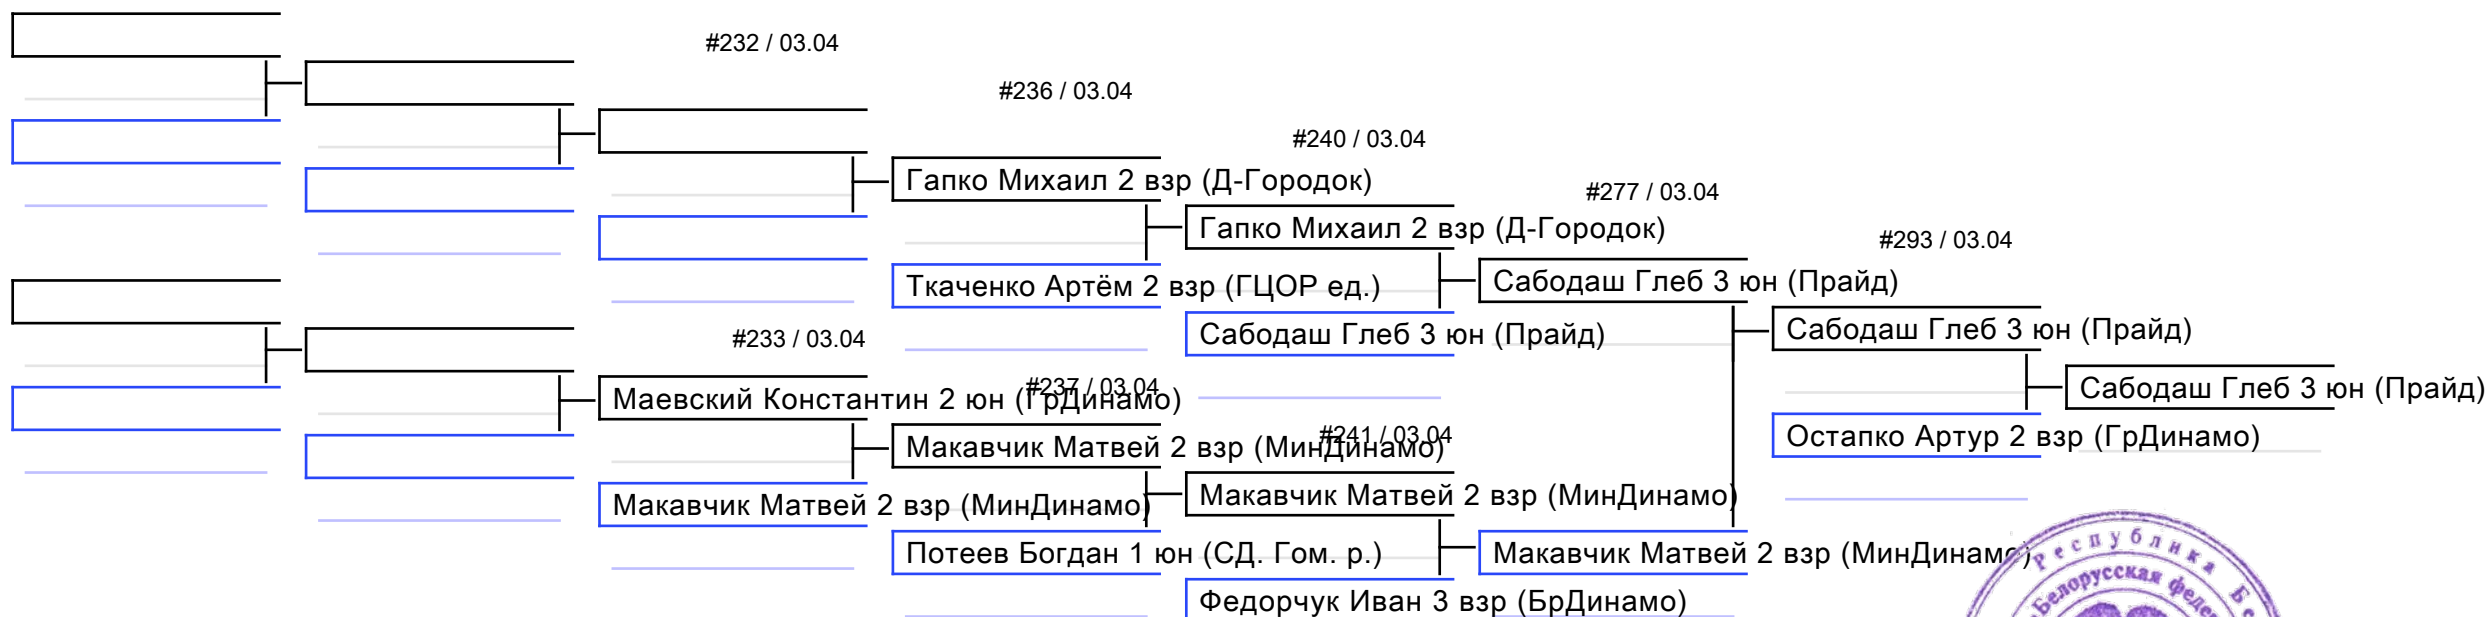 #232 / 03.04
#236 / 03.04
#240 / 03.04
Гапко Михаил 2 взр (Д-Городок)
#277 / 03.04
Гапко Михаил 2 взр (Д-Городок)
#293 / 03.04
Ткаченко Артём 2 взр (ГЦОР ед.)
Сабодаш Глеб 3 юн (Прайд)
#233 / 03.04
Сабодаш Глеб 3 юн (Прайд)
Сабодаш Глеб 3 юн (Прайд)
#237 / 03.04
Маевский Константин 2 юн (ГрДинамо)
Сабодаш Глеб 3 юн (Прайд)
#241 / 03.04
Макавчик Матвей 2 взр (МинДинамо)
Остапко Артур 2 взр (ГрДинамо)
Макавчик Матвей 2 взр (МинДинамо)
Макавчик Матвей 2 взр (МинДинамо)
Потеев Богдан 1 юн (СД. Гом. р.)
Макавчик Матвей 2 взр (МинДинамо)
Федорчук Иван 3 взр (БрДинамо)
Республика Бе
Белорусская феде